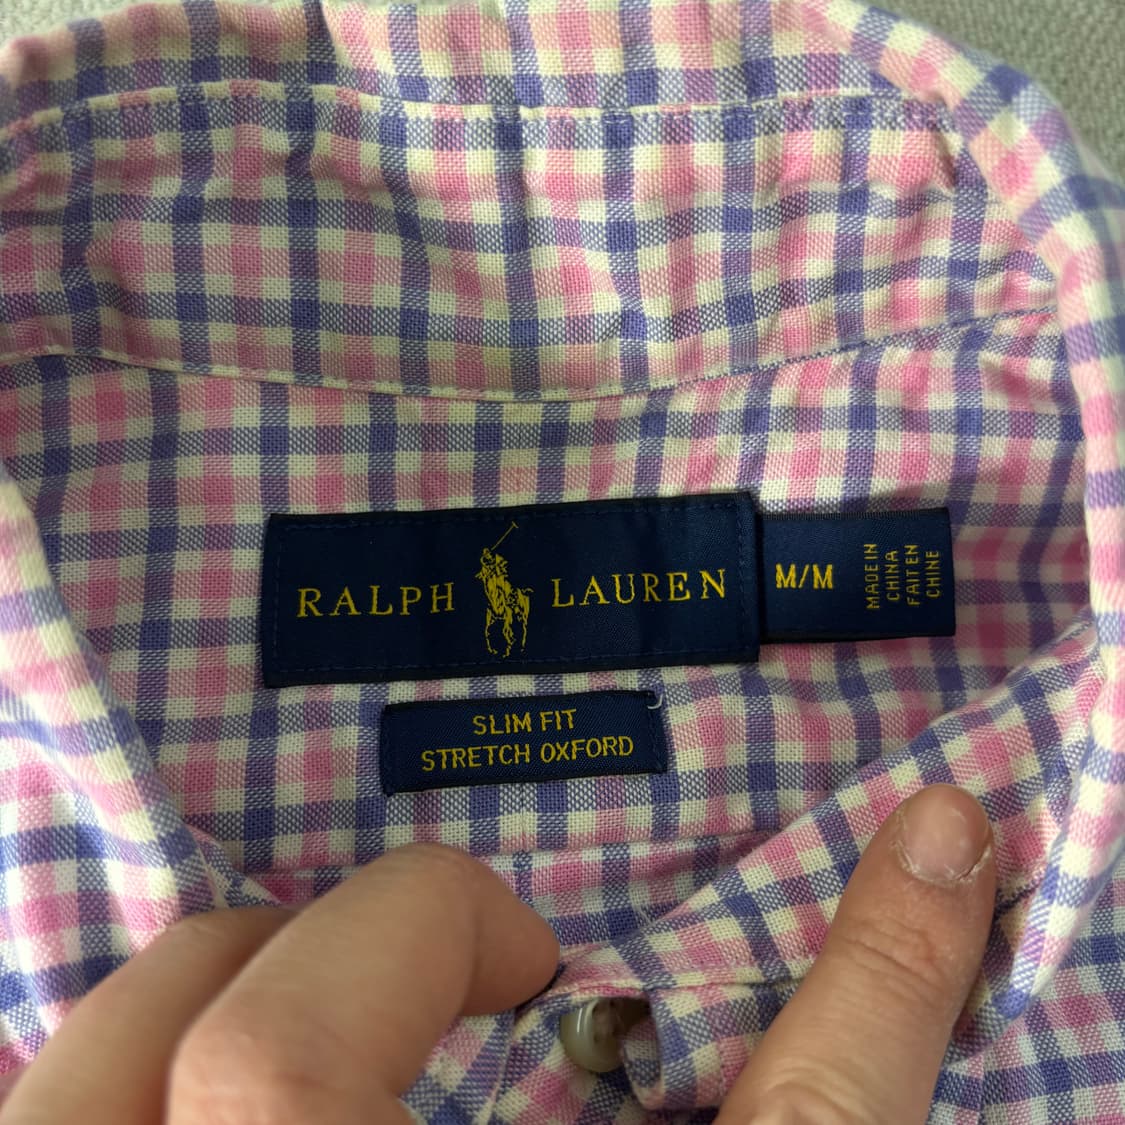 RALPH LAUREN
M/M
MADE IN
CHINA
FAIT EN
CHINE
SLIM FIT
STRETCH OXFORD